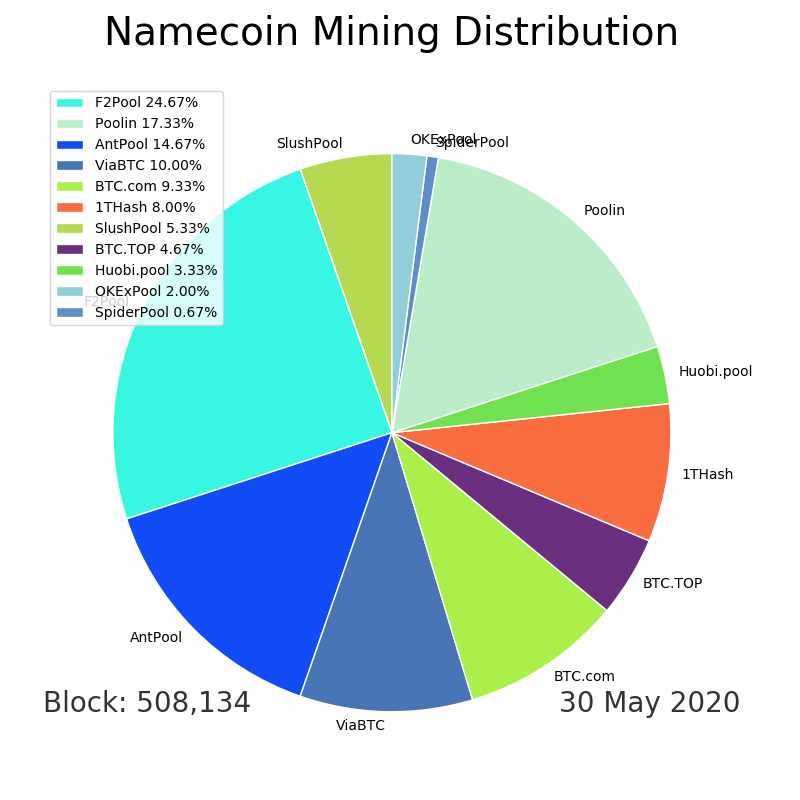 Namecoin Mining Distribution
F2Pool 24.67%
Poolin 17.33%
AntPool 14.67%
ViaBTC 10.00%
BTC.com 9.33%
1THash 8.00%
SlushPool 5.33%
BTC.TOP 4.67%
Huobi.pool 3.33%
OKExPool 2.00%
SpiderPool 0.67%
SlushPool
OKExPool
SpiderPool
Poolin
F2Pool
Huobi.pool
1THash
BTC.TOP
AntPool
BTC.com
ViaBTC
Block: 508,134
30 May 2020